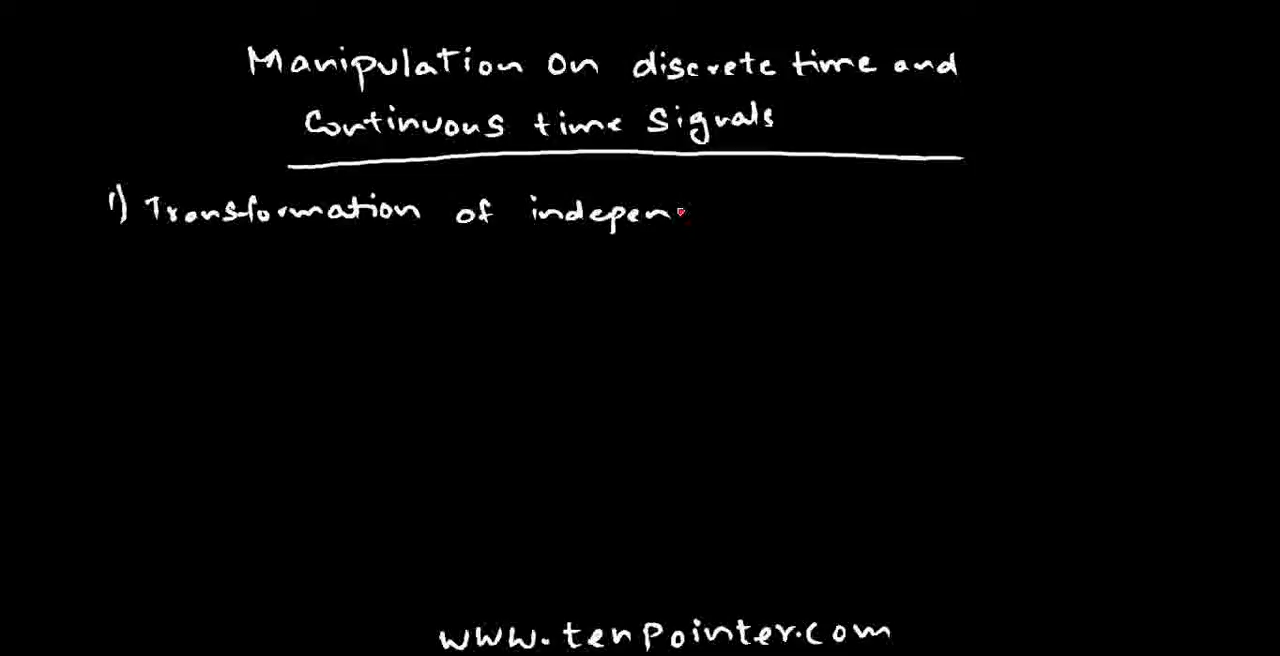 Manipulation on discrete time and
Continuous time Signals
1) Transformation of indepen
www.tenpointer.com